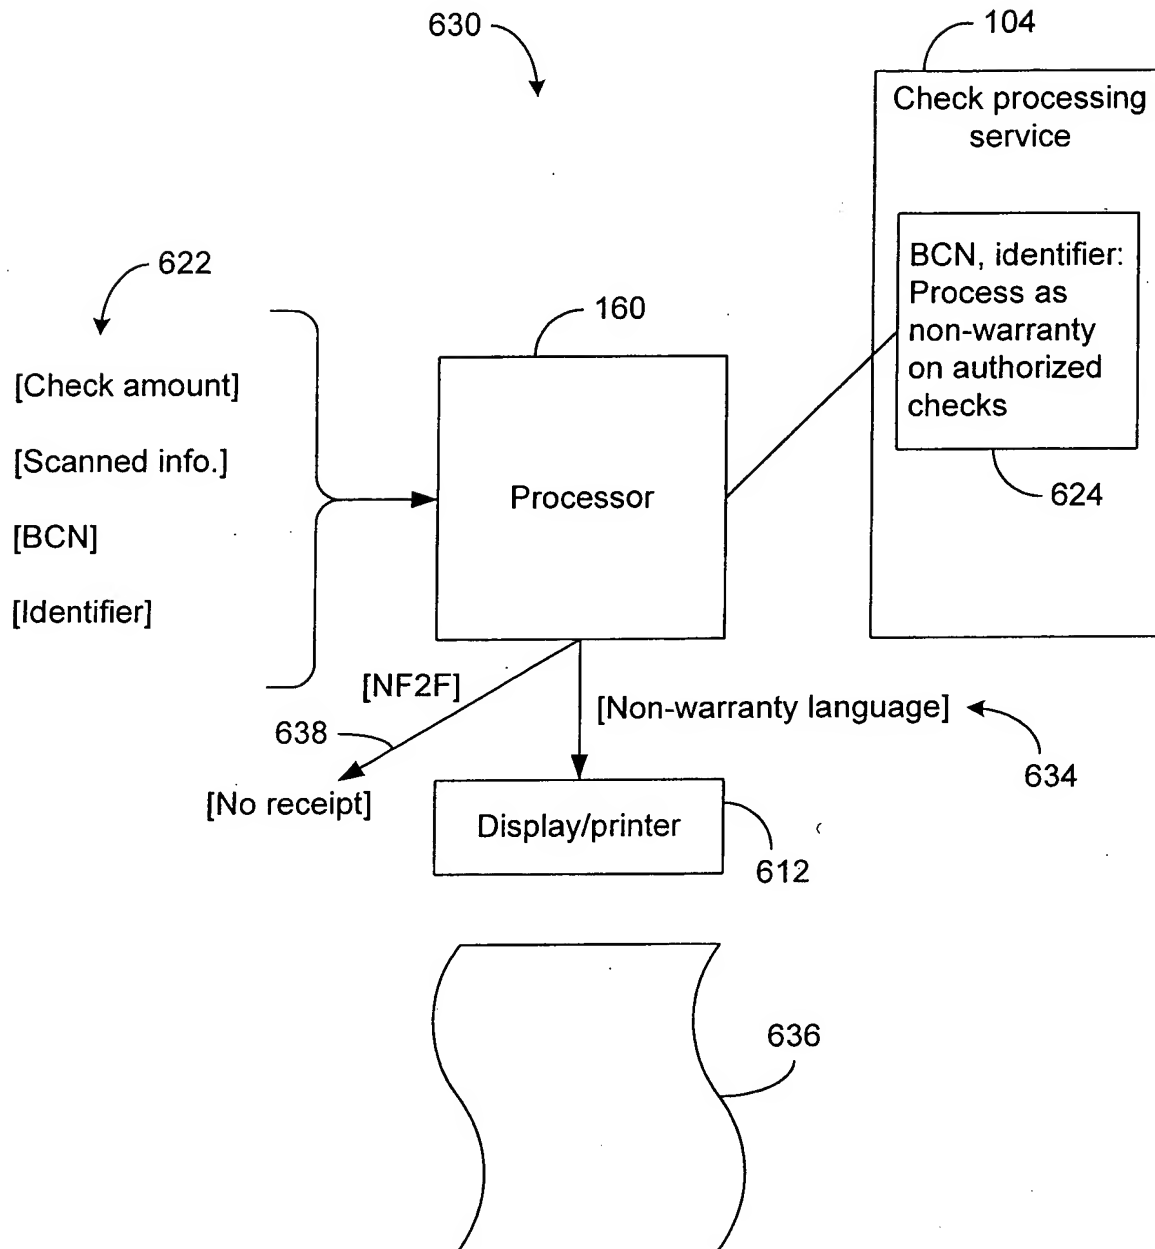 630
104
Check processing
service
622
BCN, identifier:
Process as
non-warranty
on authorized
checks
160
[Check amount]
[Scanned info.]
[BCN]
[Identifier]
Processor
624
[NF2F]
[Non-warranty language]
638
634
[No receipt]
Display/printer
612
636